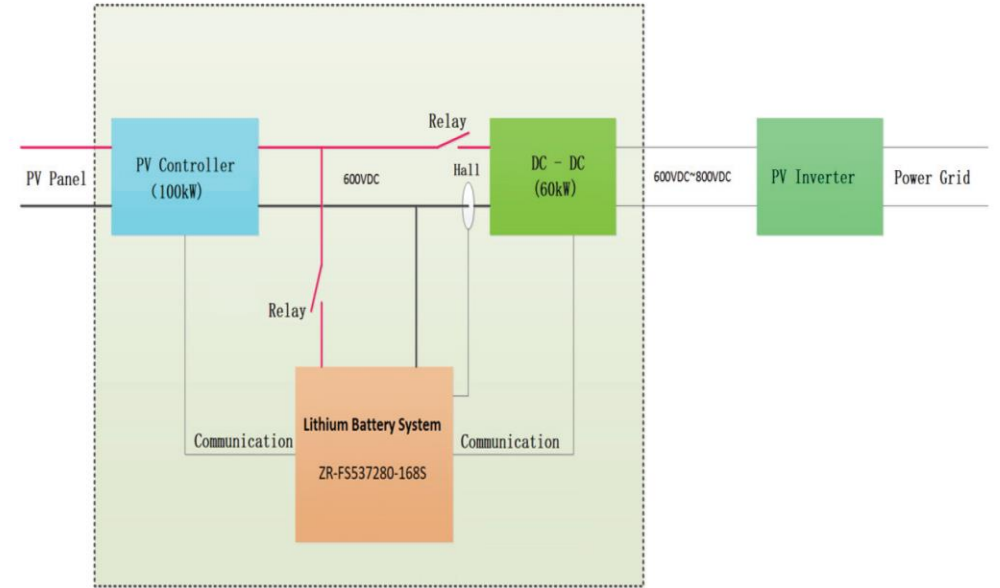 Relay
PV Panel
PV Controller
(100kW)
600VDC
Hall
DC - DC
(60kW)
600VDC~800VDC
PV Inverter
Power Grid
Relay
Lithium Battery System
ZR-FS537280-168S
Communication
Communication